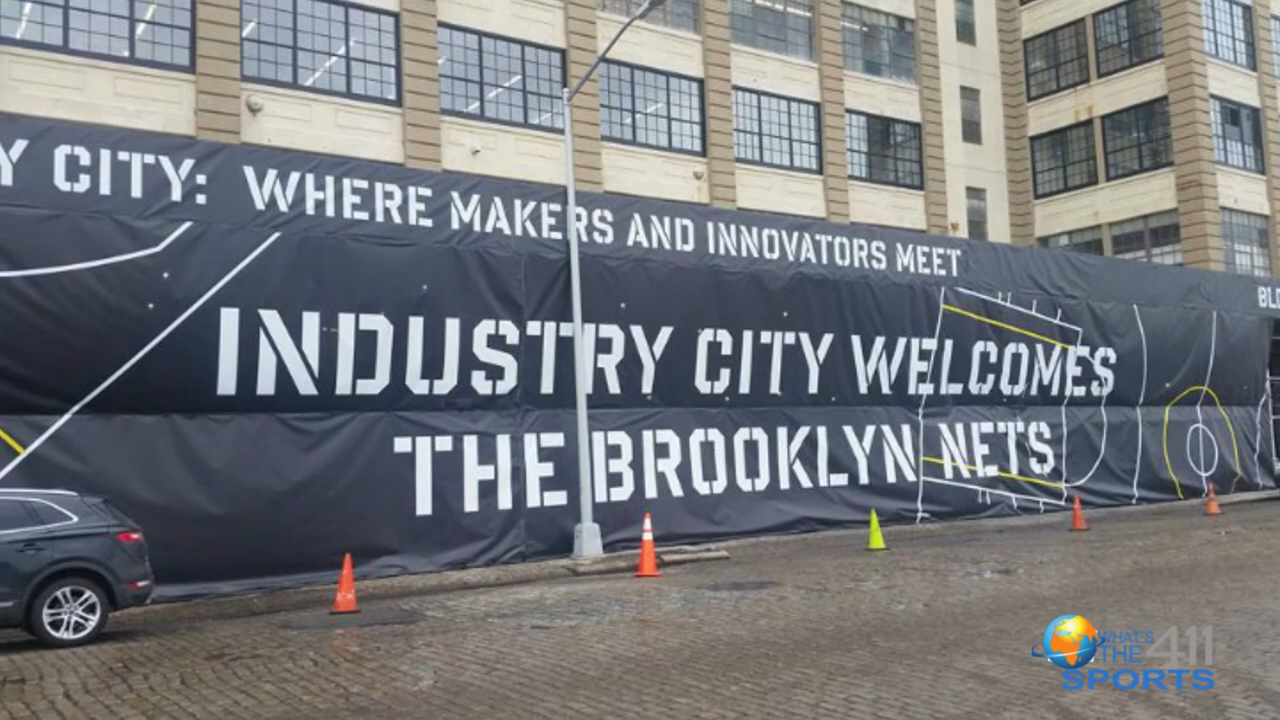 Y CITY: WHERE MAKERS AND INNOVATORS MEET
INDUSTRY CITY WELCOMES
THE BROOKLYN NETS
WHAT'S
THE 411
SPORTS